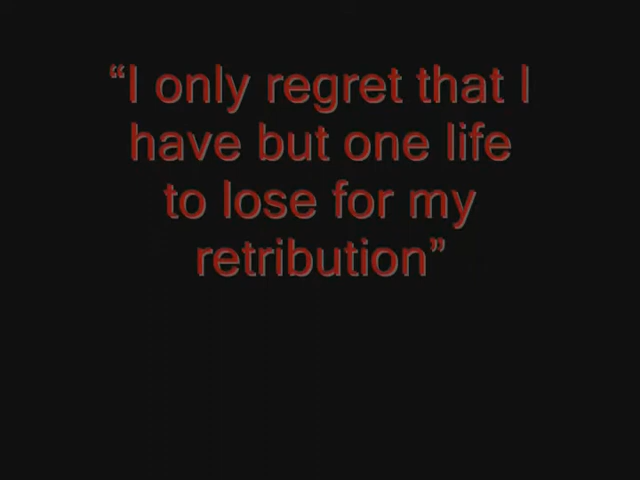 “I only regret that I
have but one life
to lose for my
retribution”